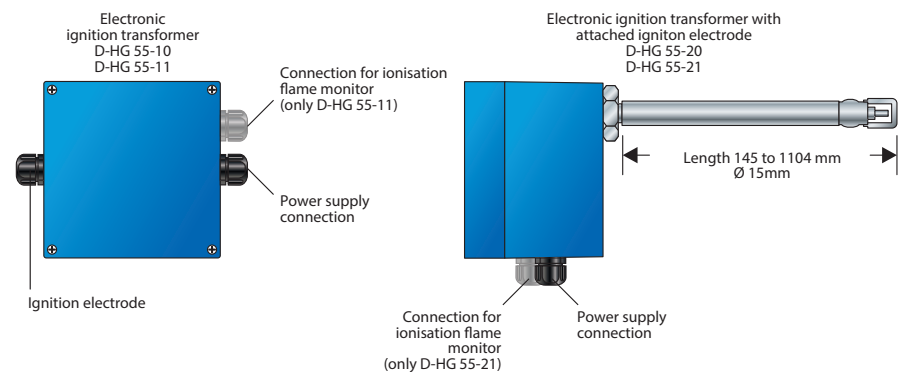 Electronic
ignition transformer
D-HG 55-10
D-HG 55-11
Connection for ionisation
flame monitor
(only D-HG 55-11)
Power supply
connection
Ignition electrode
Electronic ignition transformer with
attached igniton electrode
D-HG 55-20
D-HG 55-21
Length 145 to 1104 mm
Ø 15mm
Connection for
ionisation flame
monitor
(only D-HG 55-21)
Power supply
connection